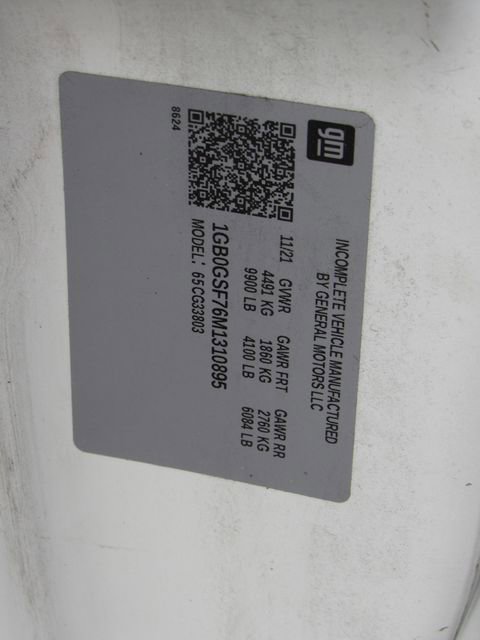 gm
INCOMPLETE VEHICLE MANUFACTURED
BY GENERAL MOTORS LLC
11/21 GVWR GAWR FRT GAWR RR
4491 KG 1860 KG 2760 KG
9900 LB 4100 LB 6084 LB
1GB0GSF76M1310895
MODEL: 65CG33803
8624